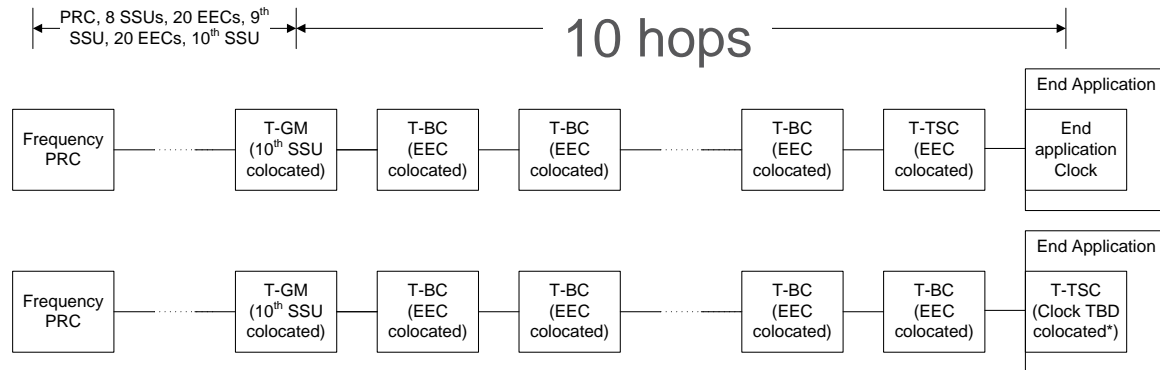 PRC, 8 SSUs, 20 EECs, 9th
SSU, 20 EECs, 10th SSU
10 hops
End Application
Frequency
PRC
T-GM
(10th SSU
colocated)
T-BC
(EEC
colocated)
T-BC
(EEC
colocated)
T-BC
(EEC
colocated)
T-TSC
(EEC
colocated)
End
application
Clock
End Application
Frequency
PRC
T-GM
(10th SSU
colocated)
T-BC
(EEC
colocated)
T-BC
(EEC
colocated)
T-BC
(EEC
colocated)
T-BC
(EEC
colocated)
T-TSC
(Clock TBD
colocated*)